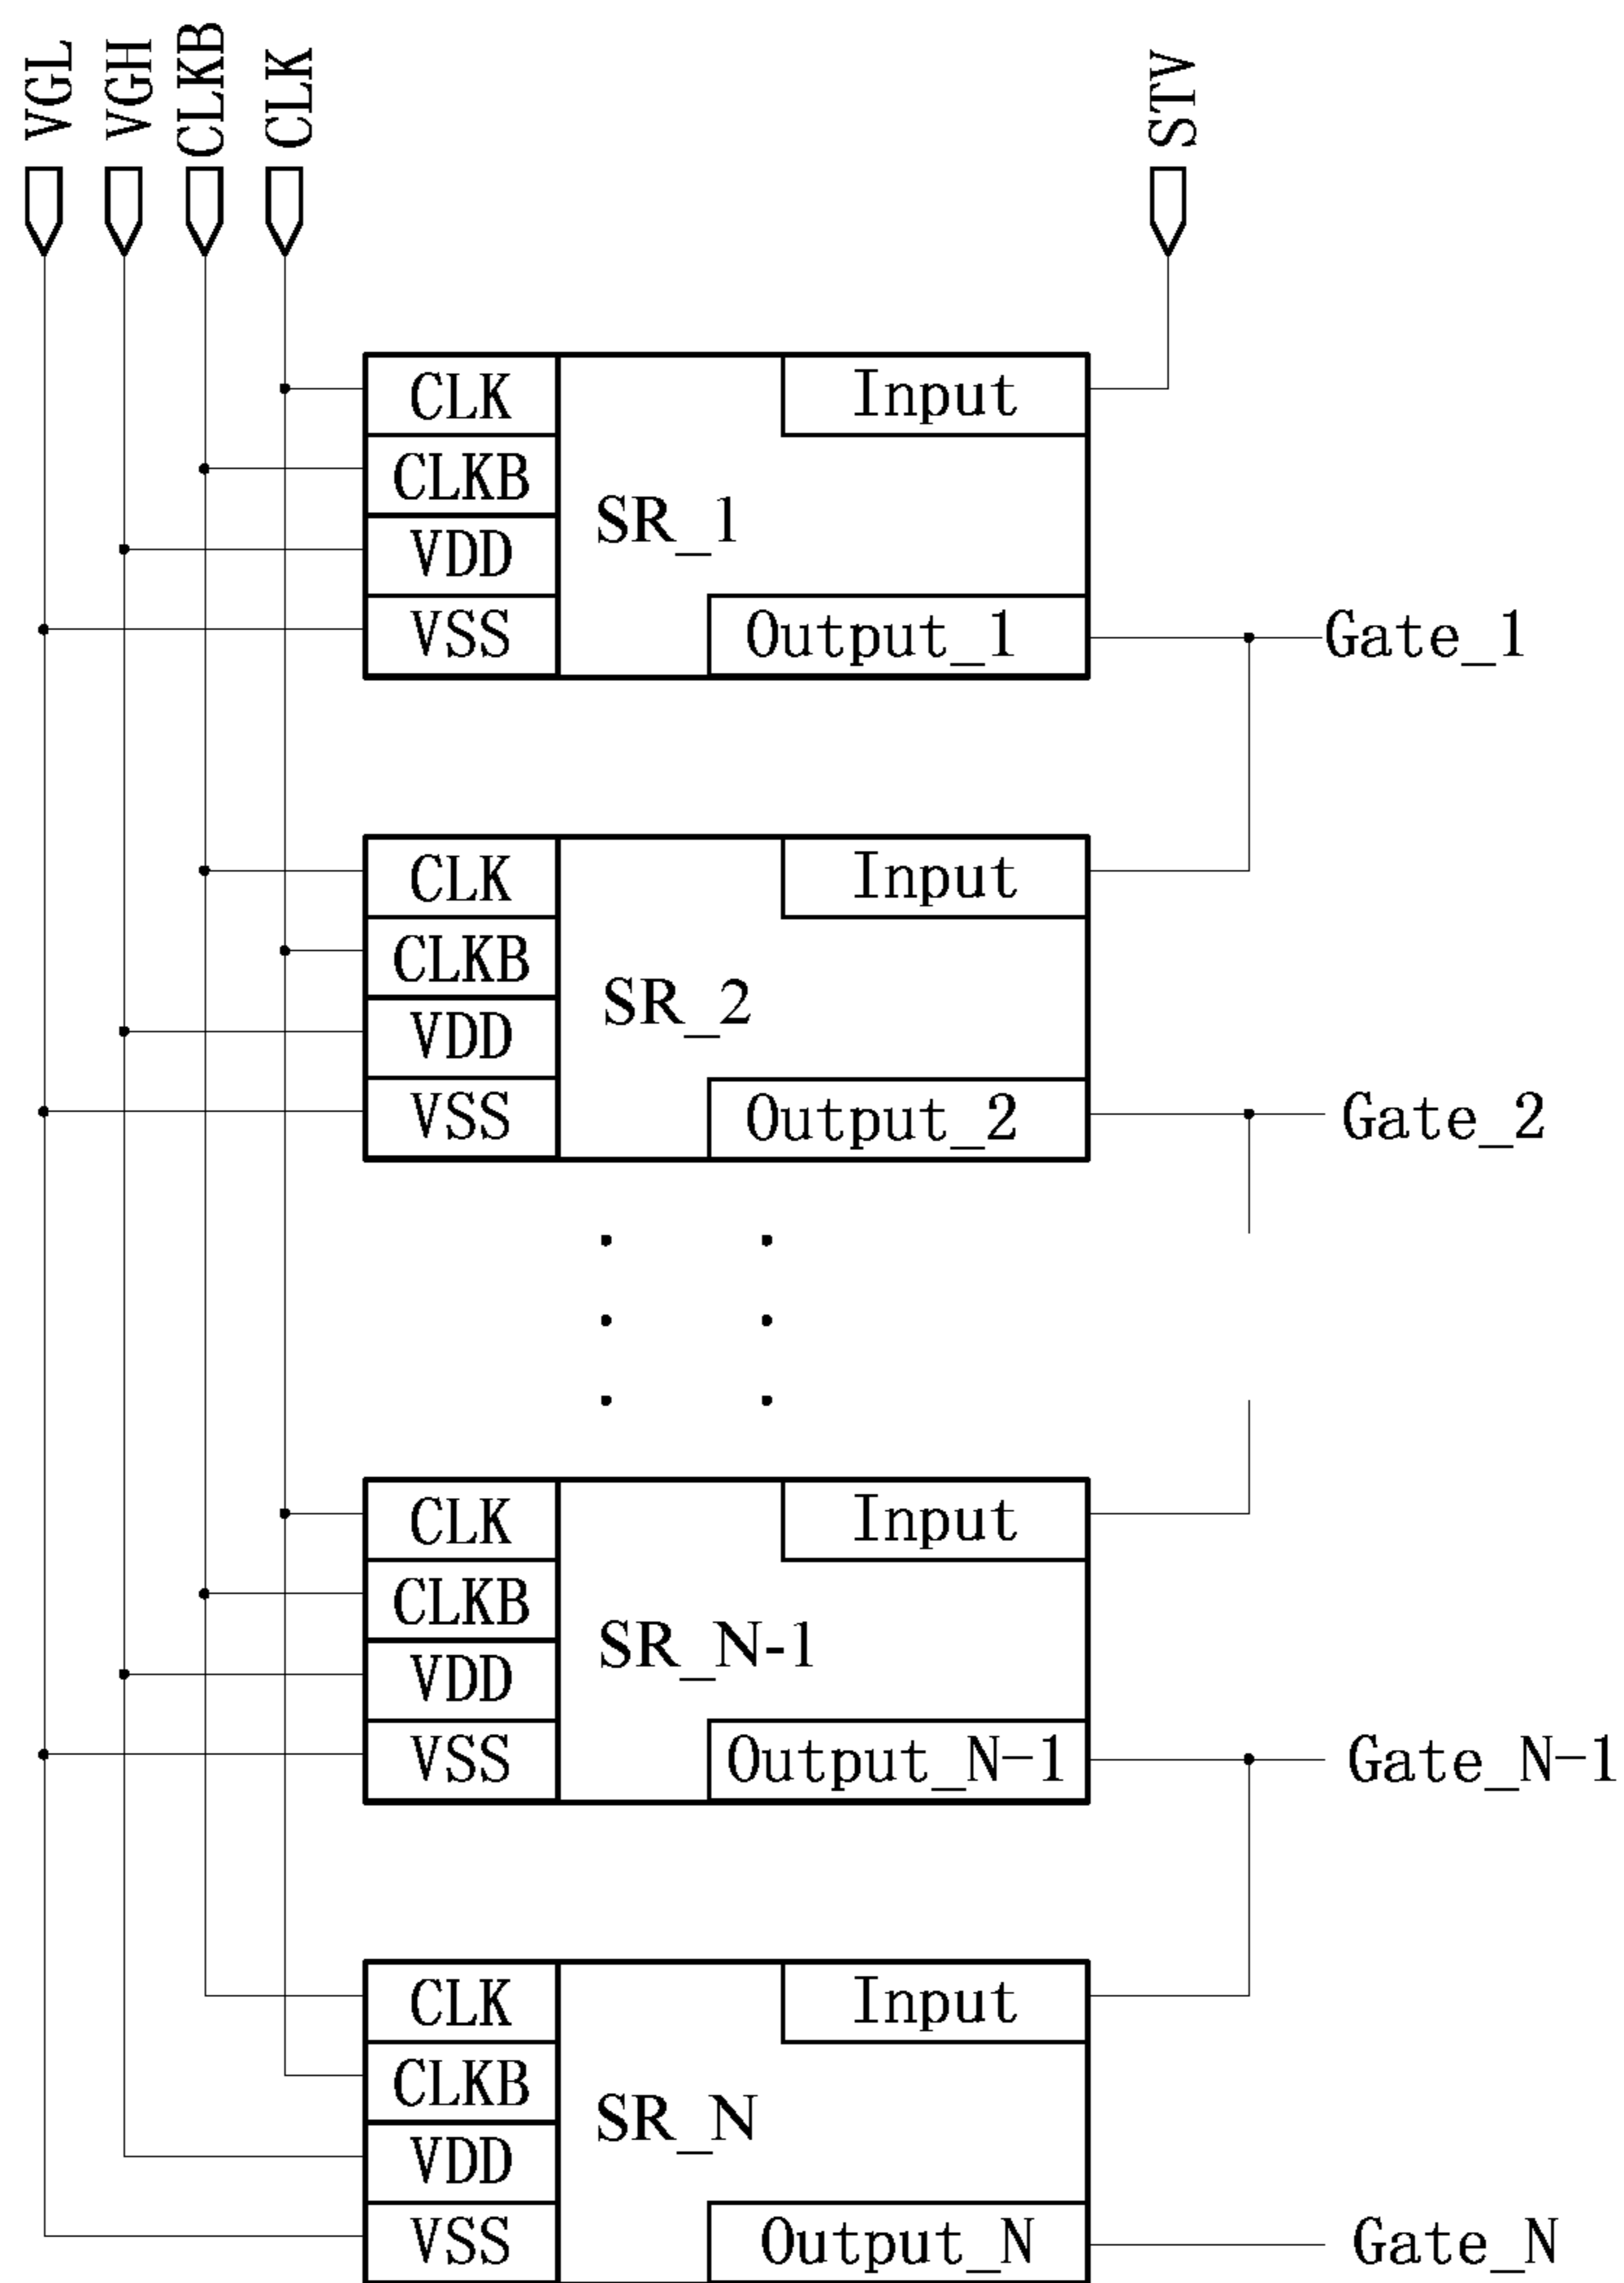 VGL
VGH
CLKB
CLK
STV
CLK
Input
CLKB
SR_1
VDD
VSS
Output_1
Gate_1
CLK
Input
CLKB
SR_2
VDD
VSS
Output_2
Gate_2
CLK
Input
CLKB
SR_N-1
VDD
VSS
Output_N-1
Gate_N-1
CLK
Input
CLKB
SR_N
VDD
VSS
Output_N
Gate_N